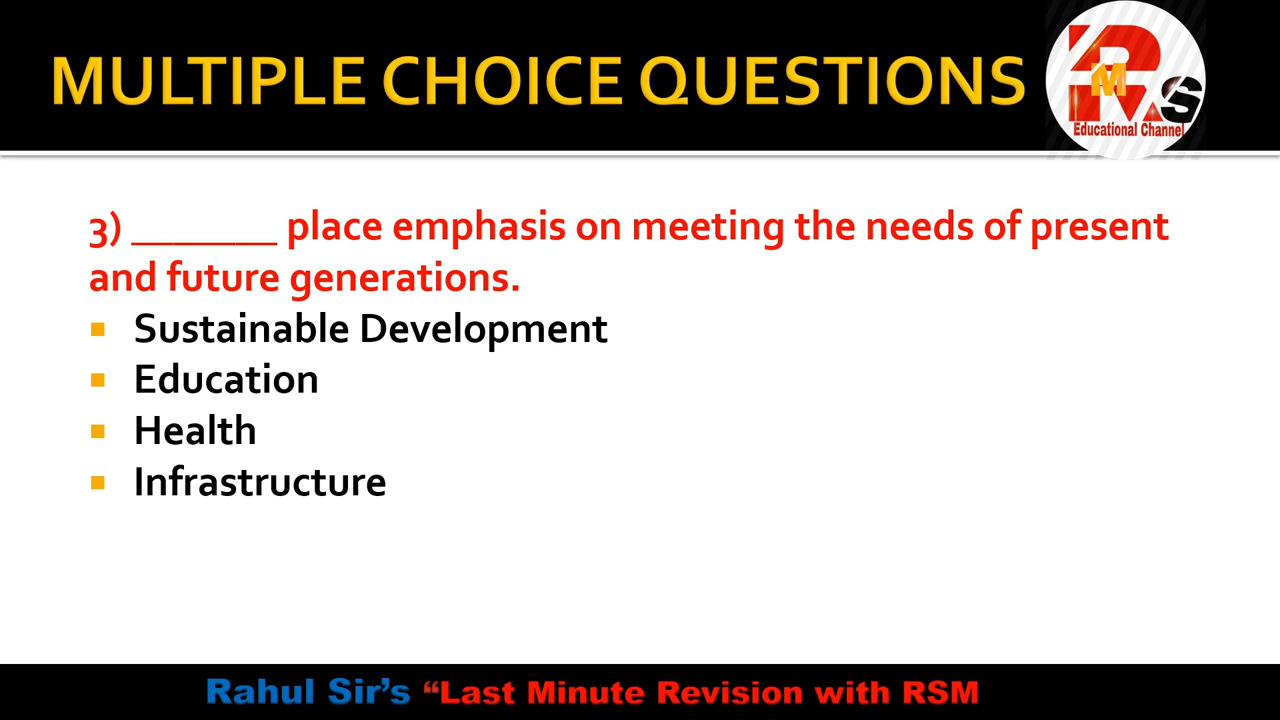 MULTIPLE CHOICE QUESTIONS
RMS
Educational Channel
3) _______ place emphasis on meeting the needs of present
and future generations.
Sustainable Development
Education
Health
Infrastructure
Rahul Sir’s “Last Minute Revision with RSM